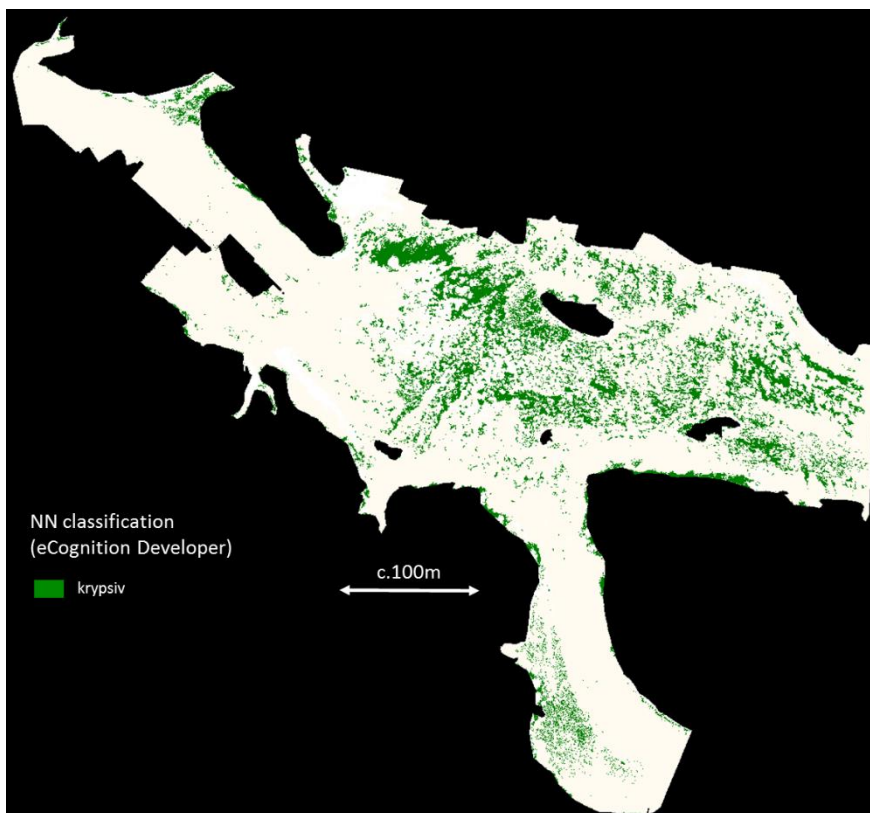 NN classification
(eCognition Developer)
krypsiv
c.100m